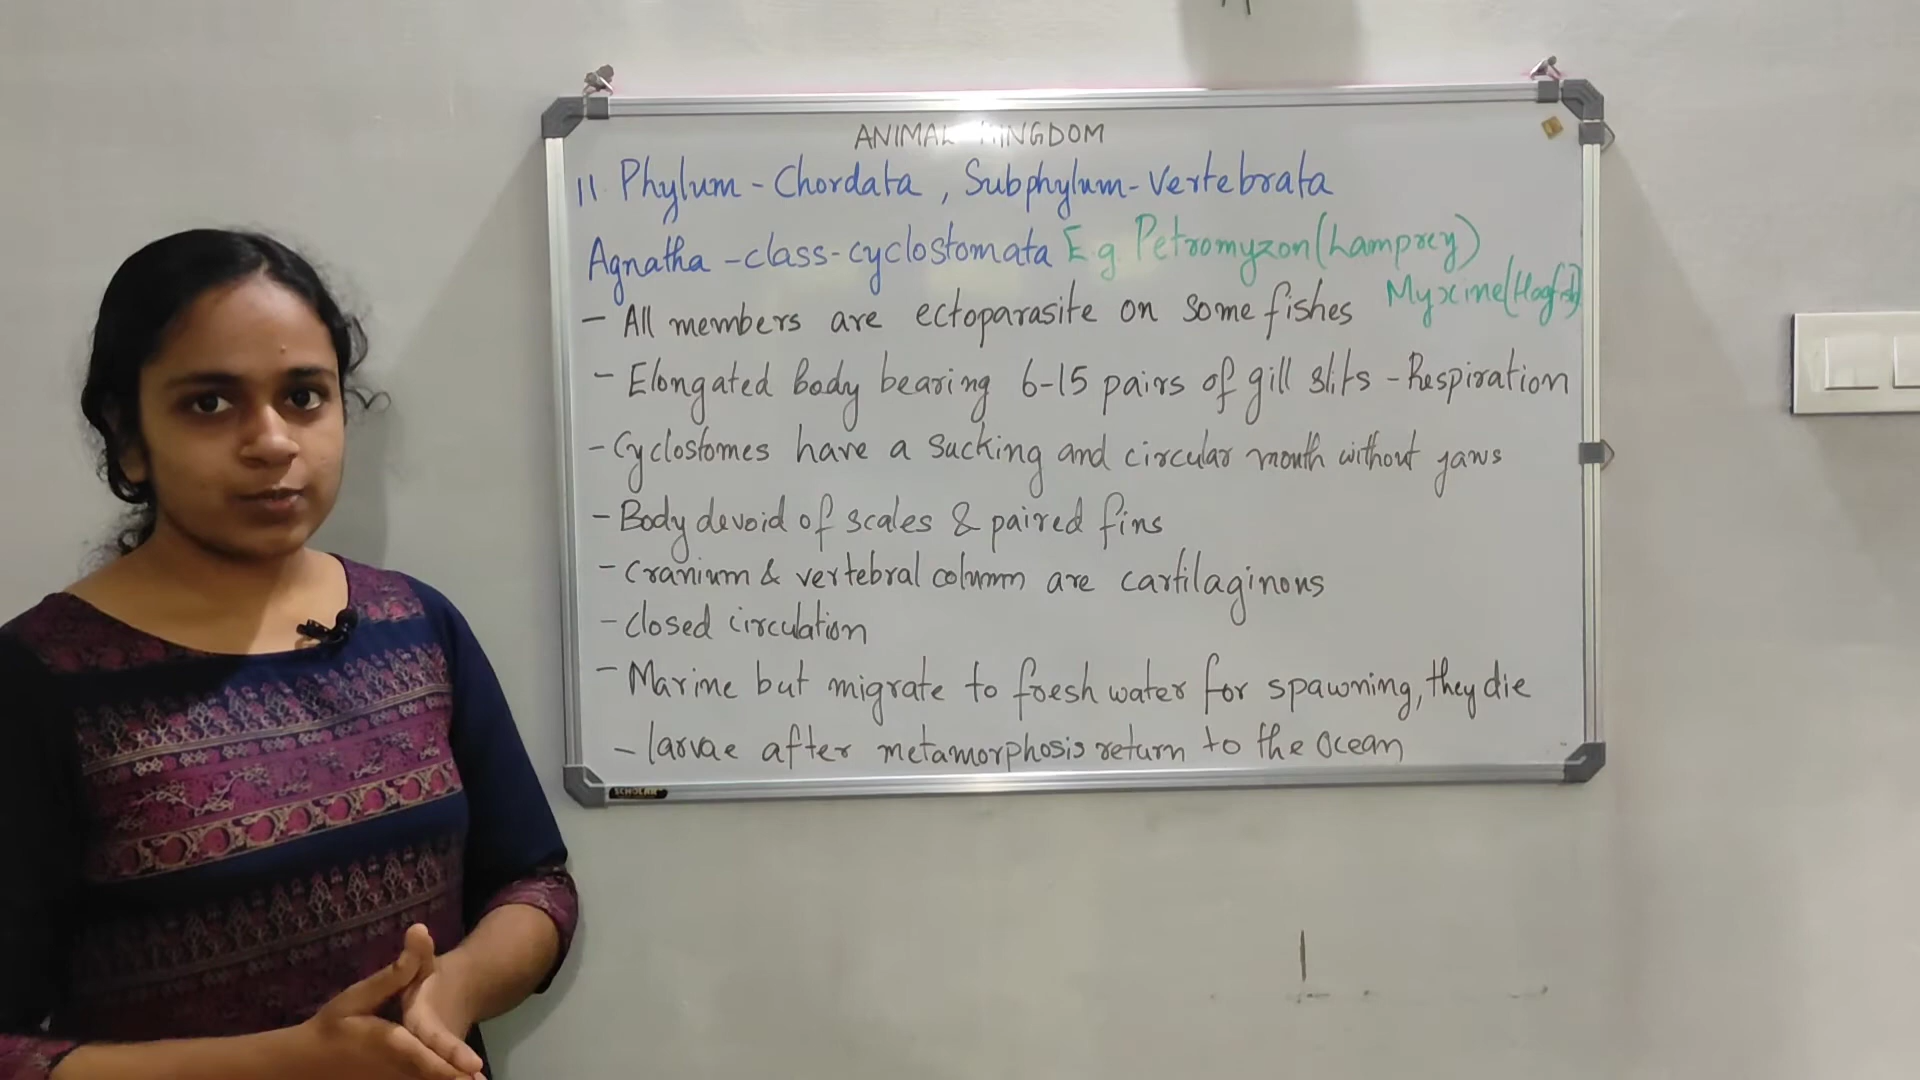 ANIMAL KINGDOM
11. Phylum - Chordata, Subphylum - Vertebrata
Agnatha - class - cyclostomata E.g. Petromyzon (Lamprey)
Myxine (Hagfish)
- All members are ectoparasite on some fishes
- Elongated body bearing 6-15 pairs of gill slits - Respiration
- Cyclostomes have a sucking and circular mouth without jaws
- Body devoid of scales & paired fins
- cranium & vertebral column are cartilaginous
- closed circulation
- Marine but migrate to fresh water for spawning, they die
- larvae after metamorphosis return to the ocean
SCHOLAR